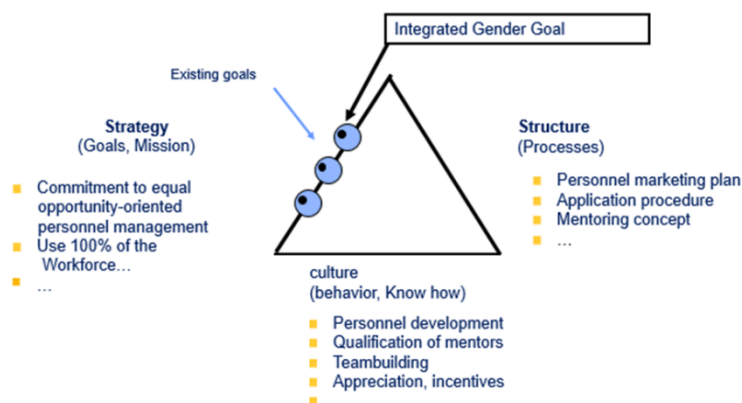 Integrated Gender Goal
Existing goals
Strategy
(Goals, Mission)
Commitment to equal
opportunity-oriented
personnel management
Use 100% of the
Workforce…
…
Structure
(Processes)
Personnel marketing plan
Application procedure
Mentoring concept
…
culture
(behavior, Know how)
Personnel development
Qualification of mentors
Teambuilding
Appreciation, incentives